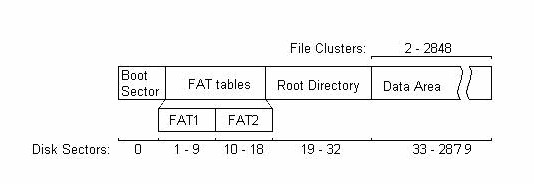 File Clusters: 2 - 2848
Boot Sector FAT tables Root Directory Data Area
FAT1 FAT2
Disk Sectors: 0 1 - 9 10 - 18 19 - 32 33 - 2879